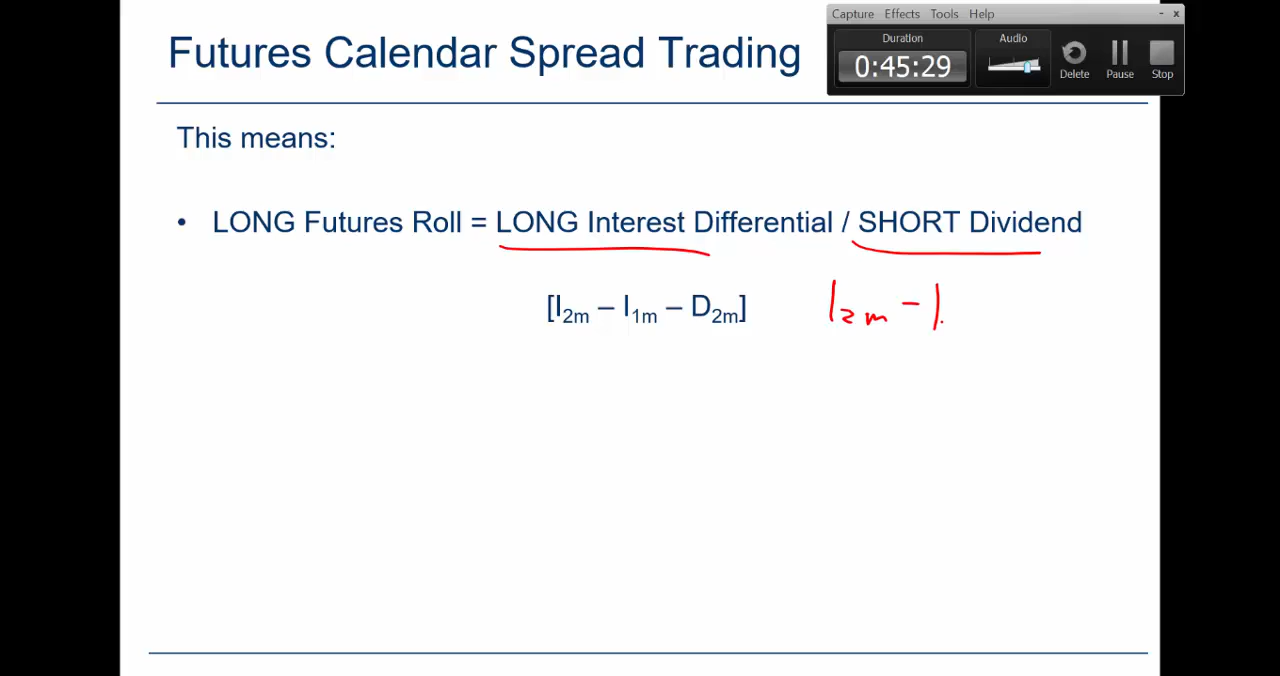 Capture Effects Tools Help - x
Futures Calendar Spread Trading
Duration Audio
0:45:29 Delete Pause Stop
This means:
• LONG Futures Roll = LONG Interest Differential / SHORT Dividend
[I2m – I1m – D2m] I2m – I